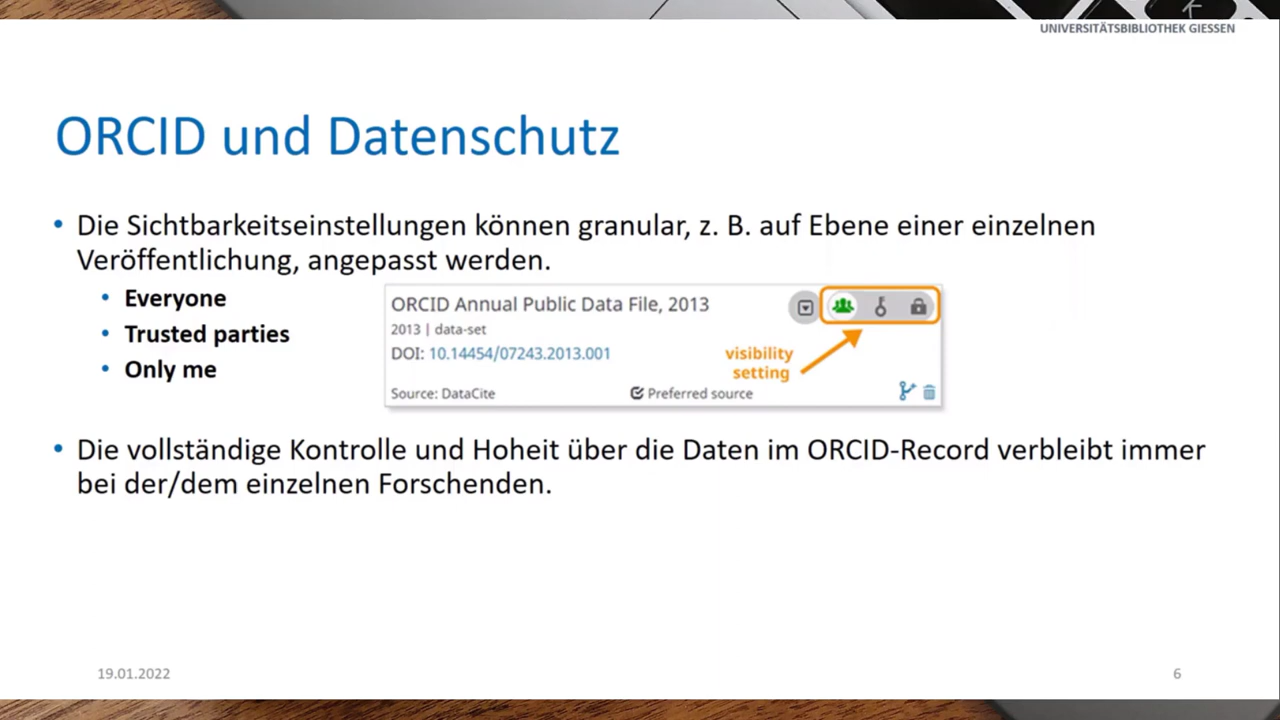 UNIVERSITÄTSBIBLIOTHEK GIESSEN
ORCID und Datenschutz
• Die Sichtbarkeitseinstellungen können granular, z. B. auf Ebene einer einzelnen
Veröffentlichung, angepasst werden.
• Everyone
• Trusted parties
• Only me
ORCID Annual Public Data File, 2013
2013 | data-set
DOI: 10.14454/07243.2013.001
visibility
setting
Source: DataCite
Preferred source
• Die vollständige Kontrolle und Hoheit über die Daten im ORCID-Record verbleibt immer
bei der/dem einzelnen Forschenden.
19.01.2022
6